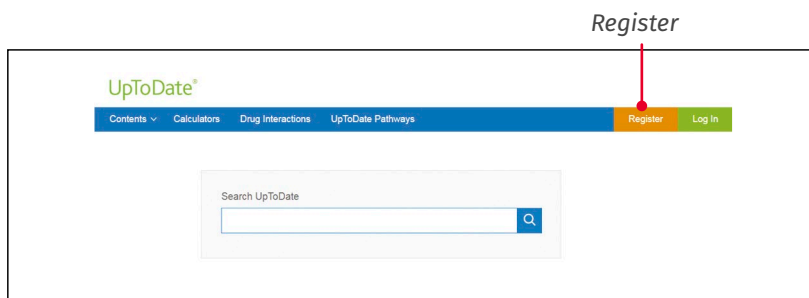 Register
UpToDate®
Contents Calculators Drug Interactions UpToDate Pathways Register Log In
Search UpToDate